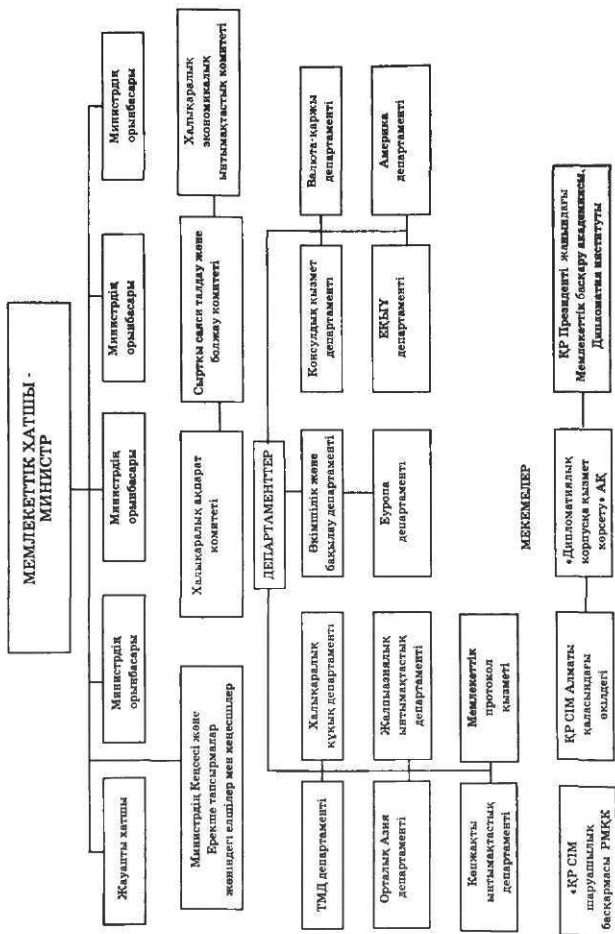 МЕМЛЕКЕТТІК ХАТШЫ -
МИНИСТР
Жауапты хатшы
Министрдің
орынбасары
Министрдің
орынбасары
Министрдің
орынбасары
Министрдің
орынбасары
Министрдің Кеңсесі және
Ерекше тапсырмалар
жөніндегі елшілер мен кеңесшілер
Халықаралық ақпарат
комитеті
Сыртқы саяси талдау және
болжау комитеті
Халықаралық
экономикалық
ынтымақтастық комитеті
ДЕПАРТАМЕНТТЕР
ТМД департаменті
Халықаралық
құқық департаменті
Әкімшілік және
бақылау департаменті
Консулдық қызмет
департаменті
Валюта-қаржы
департаменті
Орталық Азия
департаменті
Жалпыазиялық
ынтымақтастық
департаменті
Еуропа
департаменті
ЕҚЫҰ
департаменті
Америка
департаменті
Көпжақты
ынтымақтастық
департаменті
Мемлекеттік
протокол
қызметі
МЕКЕМЕЛЕР
«ҚР СІМ
шаруашылық
басқармасы РМҚК
ҚР СІМ Алматы
қаласындағы
өкілдегі
«Дипломатиялық
корпусқа қызмет
көрсету» АҚ
ҚР Президенті жанындағы
Мемлекеттік басқару академиясы,
Дипломатия институты